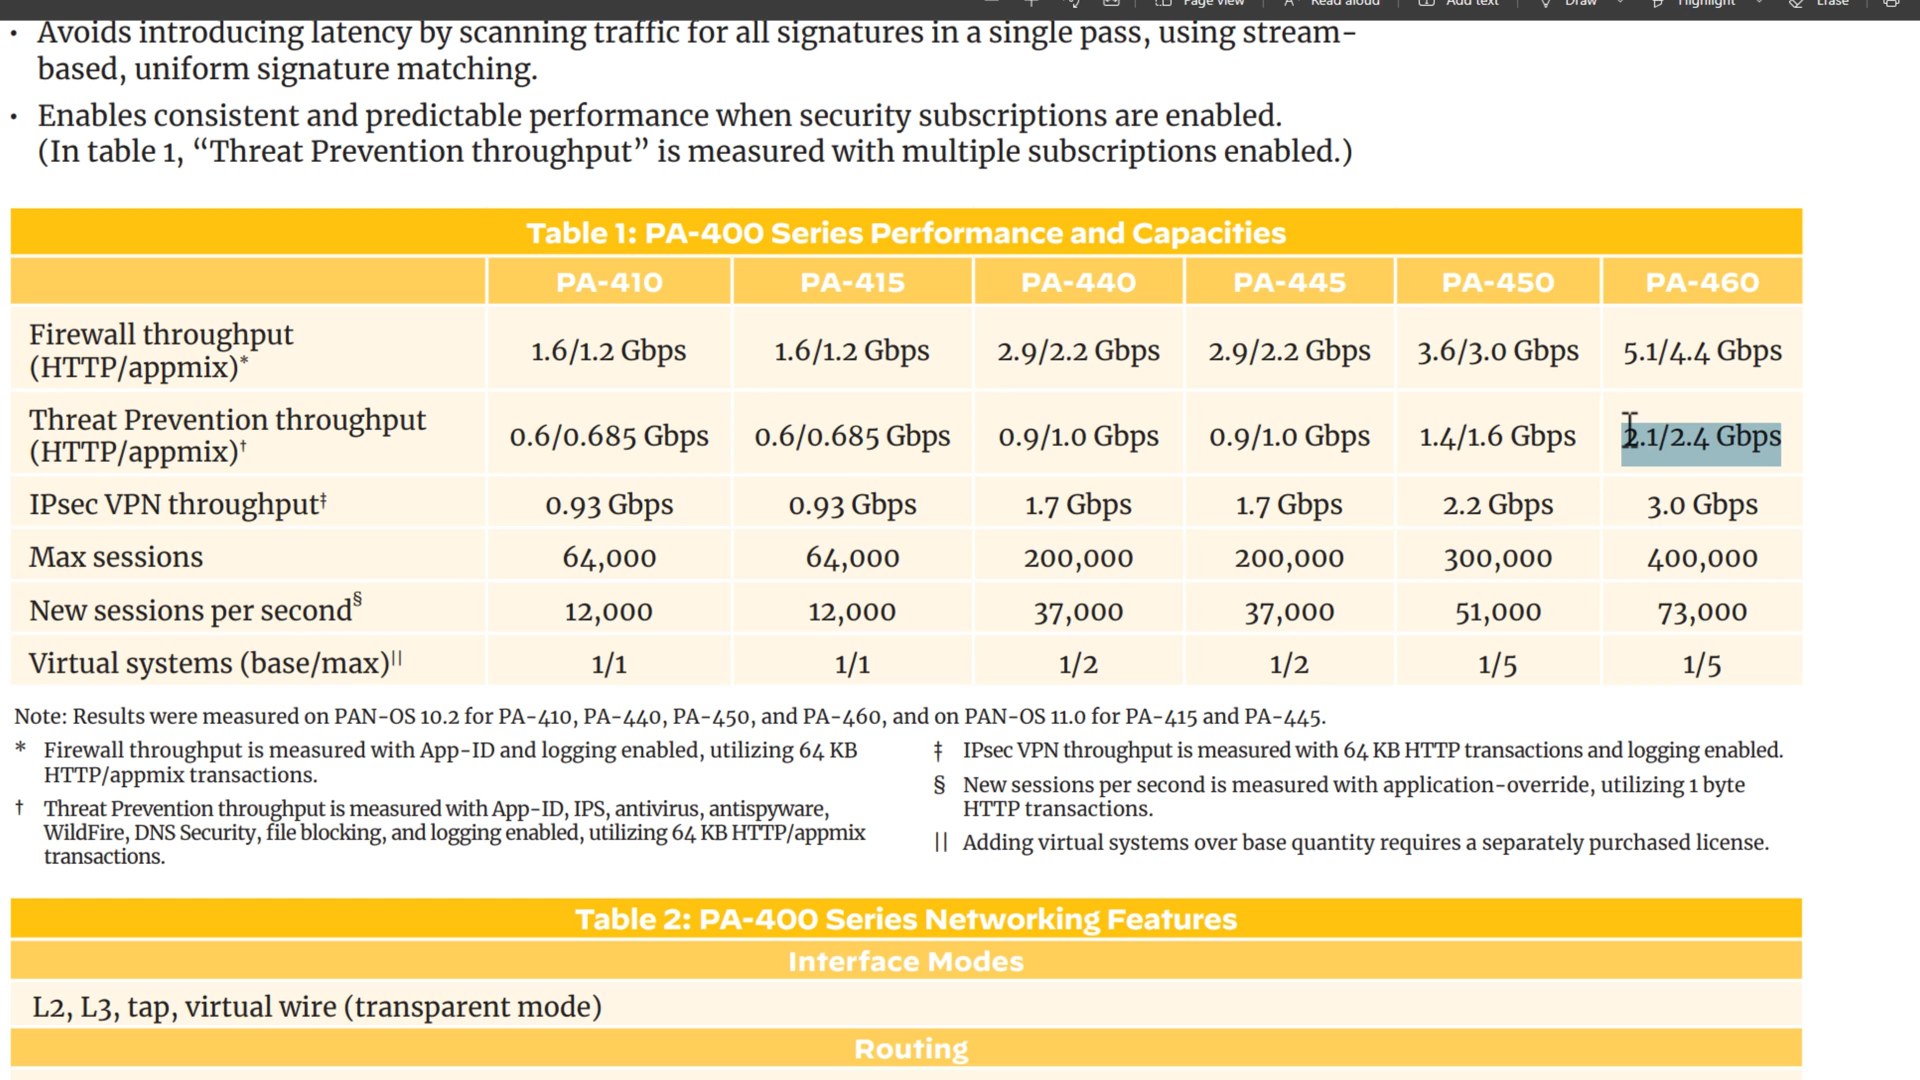 Page view Read aloud Add text Draw Highlight Erase
• Avoids introducing latency by scanning traffic for all signatures in a single pass, using stream-
based, uniform signature matching.
• Enables consistent and predictable performance when security subscriptions are enabled.
(In table 1, “Threat Prevention throughput” is measured with multiple subscriptions enabled.)
Table 1: PA-400 Series Performance and Capacities
PA-410 PA-415 PA-440 PA-445 PA-450 PA-460
Firewall throughput
(HTTP/appmix)* 1.6/1.2 Gbps 1.6/1.2 Gbps 2.9/2.2 Gbps 2.9/2.2 Gbps 3.6/3.0 Gbps 5.1/4.4 Gbps
Threat Prevention throughput
(HTTP/appmix)† 0.6/0.685 Gbps 0.6/0.685 Gbps 0.9/1.0 Gbps 0.9/1.0 Gbps 1.4/1.6 Gbps 2.1/2.4 Gbps
IPsec VPN throughput‡ 0.93 Gbps 0.93 Gbps 1.7 Gbps 1.7 Gbps 2.2 Gbps 3.0 Gbps
Max sessions 64,000 64,000 200,000 200,000 300,000 400,000
New sessions per second§ 12,000 12,000 37,000 37,000 51,000 73,000
Virtual systems (base/max)|| 1/1 1/1 1/2 1/2 1/5 1/5
Note: Results were measured on PAN-OS 10.2 for PA-410, PA-440, PA-450, and PA-460, and on PAN-OS 11.0 for PA-415 and PA-445.
* Firewall throughput is measured with App-ID and logging enabled, utilizing 64 KB
HTTP/appmix transactions.
† Threat Prevention throughput is measured with App-ID, IPS, antivirus, antispyware,
WildFire, DNS Security, file blocking, and logging enabled, utilizing 64 KB HTTP/appmix
transactions.
‡ IPsec VPN throughput is measured with 64 KB HTTP transactions and logging enabled.
§ New sessions per second is measured with application-override, utilizing 1 byte
HTTP transactions.
|| Adding virtual systems over base quantity requires a separately purchased license.
Table 2: PA-400 Series Networking Features
Interface Modes
L2, L3, tap, virtual wire (transparent mode)
Routing